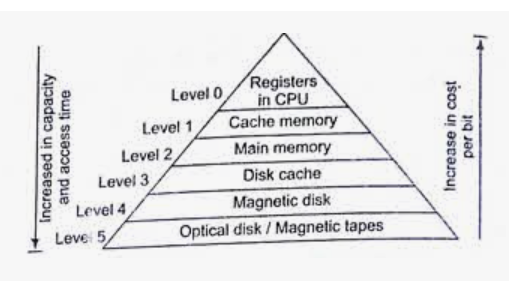 Increased in capacity
and access time
Level 0
Registers
in CPU
Level 1
Cache memory
Level 2
Main memory
Level 3
Disk cache
Level 4
Magnetic disk
Level 5
Optical disk / Magnetic tapes
Increase in cost
per bit